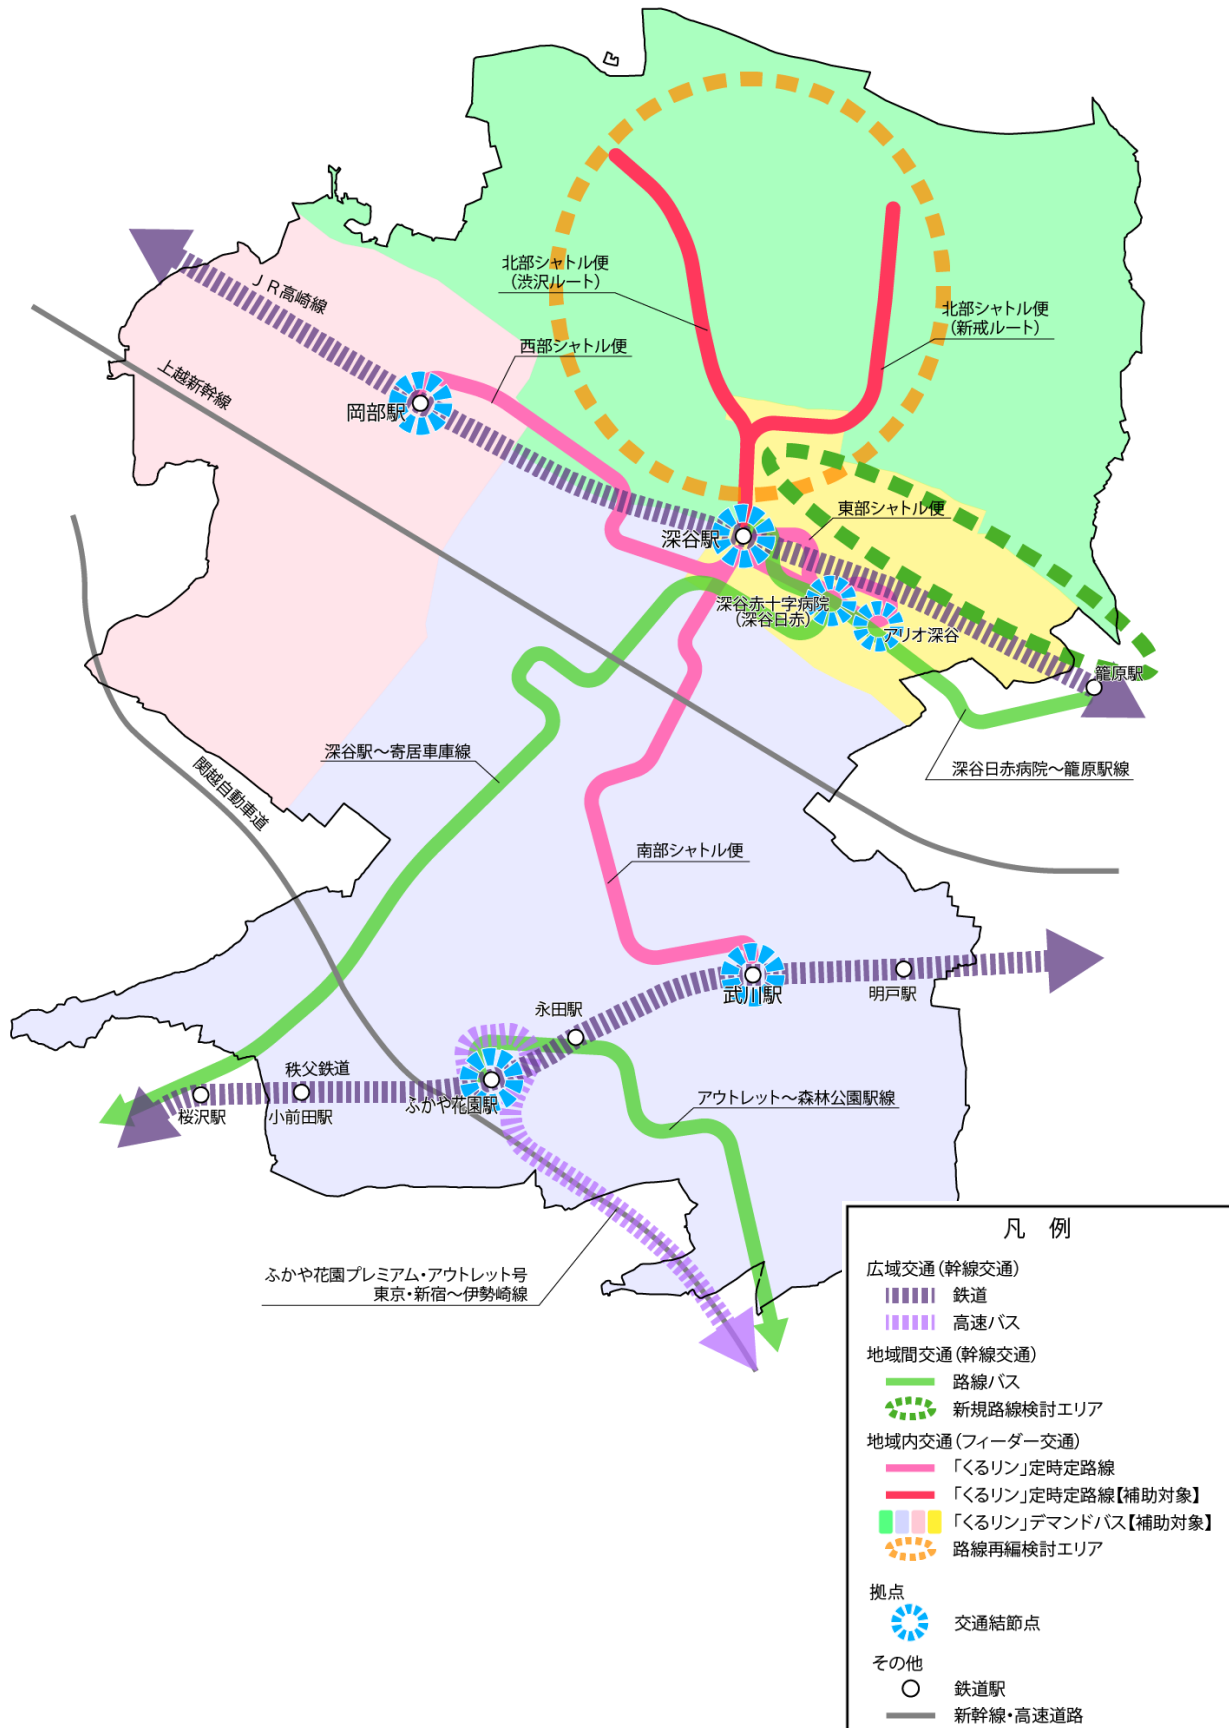 北部シャトル便
（渋沢ルート）
ＪＲ高崎線
北部シャトル便
（新戒ルート）
西部シャトル便
上越新幹線
岡部駅
東部シャトル便
深谷駅
深谷赤十字病院
（深谷日赤）
アリオ深谷
籠原駅
深谷駅～寄居車庫線
深谷日赤病院～籠原駅線
関越自動車道
南部シャトル便
武川駅
明戸駅
永田駅
秩父鉄道
桜沢駅
小前田駅
ふかや花園駅
アウトレット～森林公園駅線
ふかや花園プレミアム・アウトレット号
東京・新宿～伊勢崎線
凡　例
広域交通（幹線交通）
鉄道
高速バス
地域間交通（幹線交通）
路線バス
新規路線検討エリア
地域内交通（フィーダー交通）
「くるリン」定時定路線
「くるリン」定時定路線【補助対象】
「くるリン」デマンドバス【補助対象】
路線再編検討エリア
拠点
交通結節点
その他
鉄道駅
新幹線・高速道路